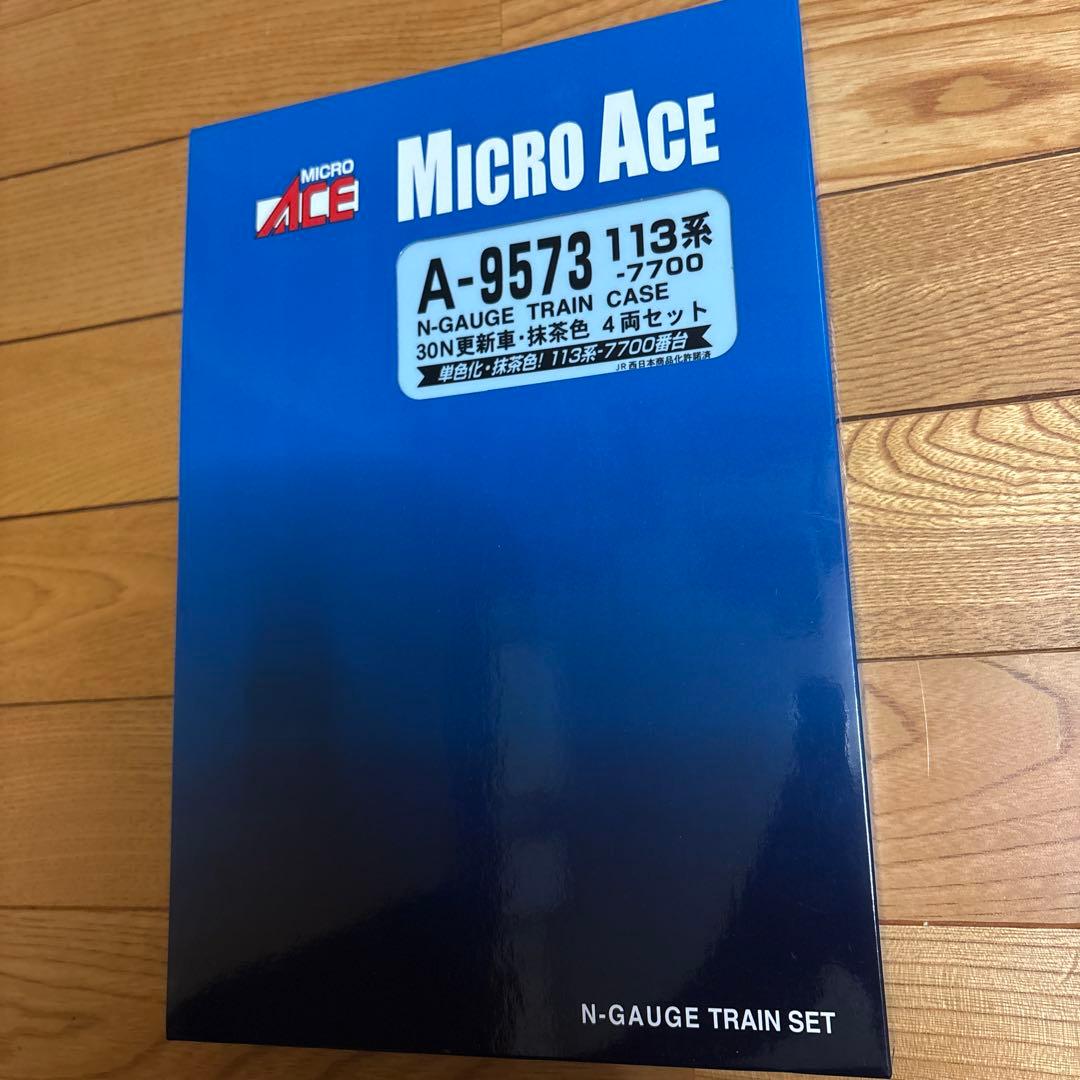 MICRO
ACE
MICRO ACE
A-9573 113系
-7700
N-GAUGE TRAIN CASE
30N更新車・抹茶色 4両セット
単色化・抹茶色! 113系-7700番台
JR西日本商品化許諾済
N-GAUGE TRAIN SET